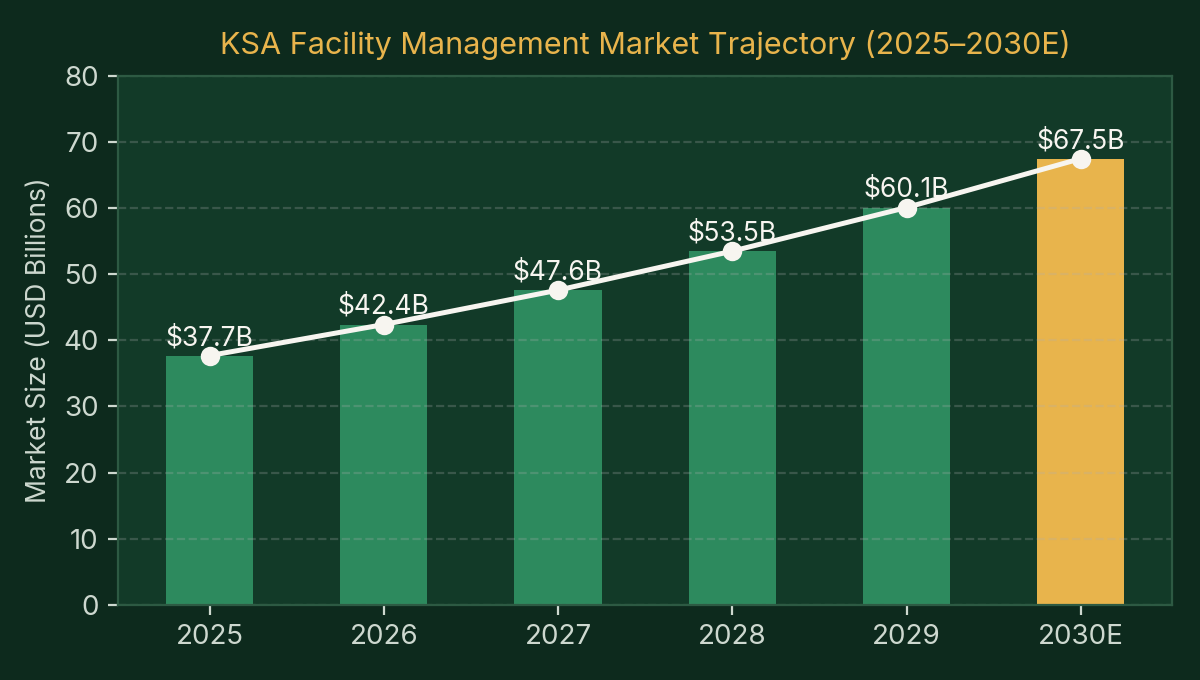 KSA Facility Management Market Trajectory (2025–2030E)
Market Size (USD Billions)
80
70
60
50
40
30
20
10
0
$37.7B
$42.4B
$47.6B
$53.5B
$60.1B
$67.5B
2025
2026
2027
2028
2029
2030E